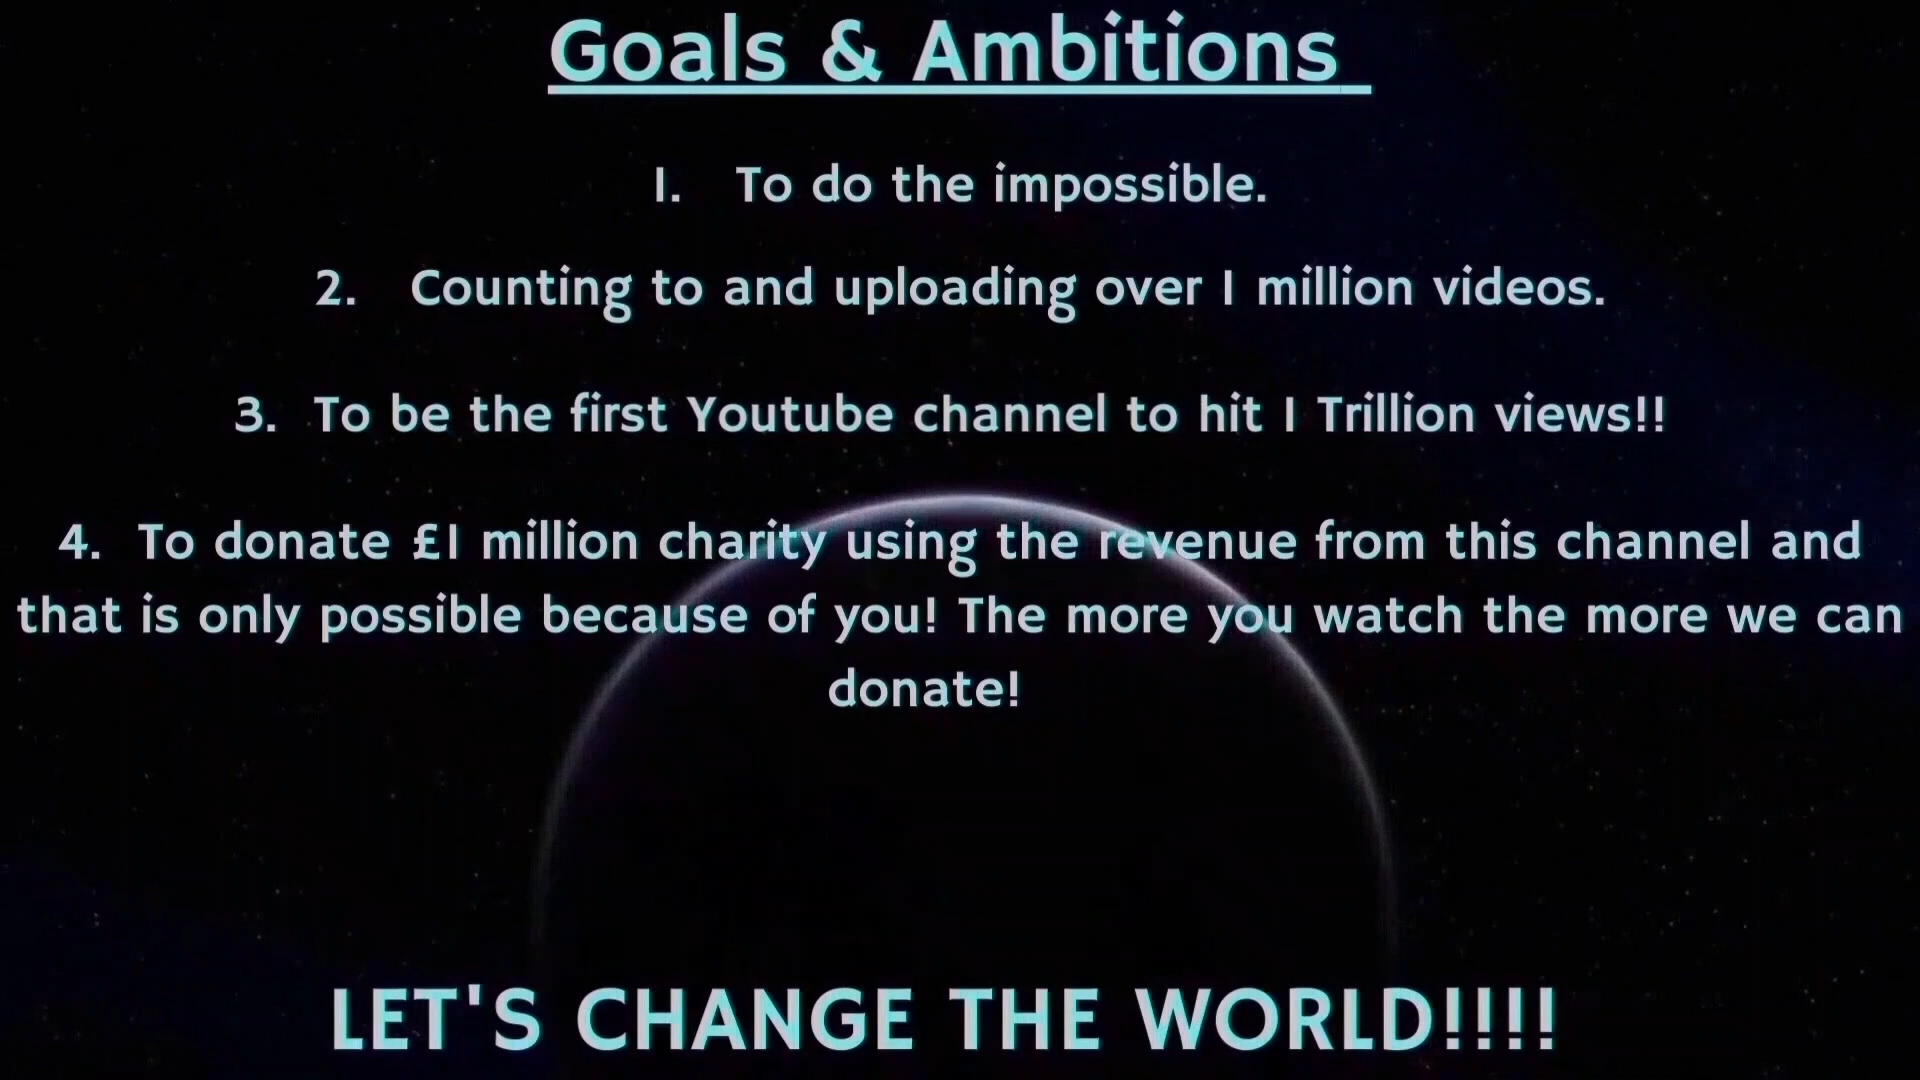 Goals & Ambitions
1. To do the impossible.
2. Counting to and uploading over 1 million videos.
3. To be the first Youtube channel to hit 1 Trillion views!!
4. To donate £1 million charity using the revenue from this channel and
that is only possible because of you! The more you watch the more we can
donate!
LET'S CHANGE THE WORLD!!!!